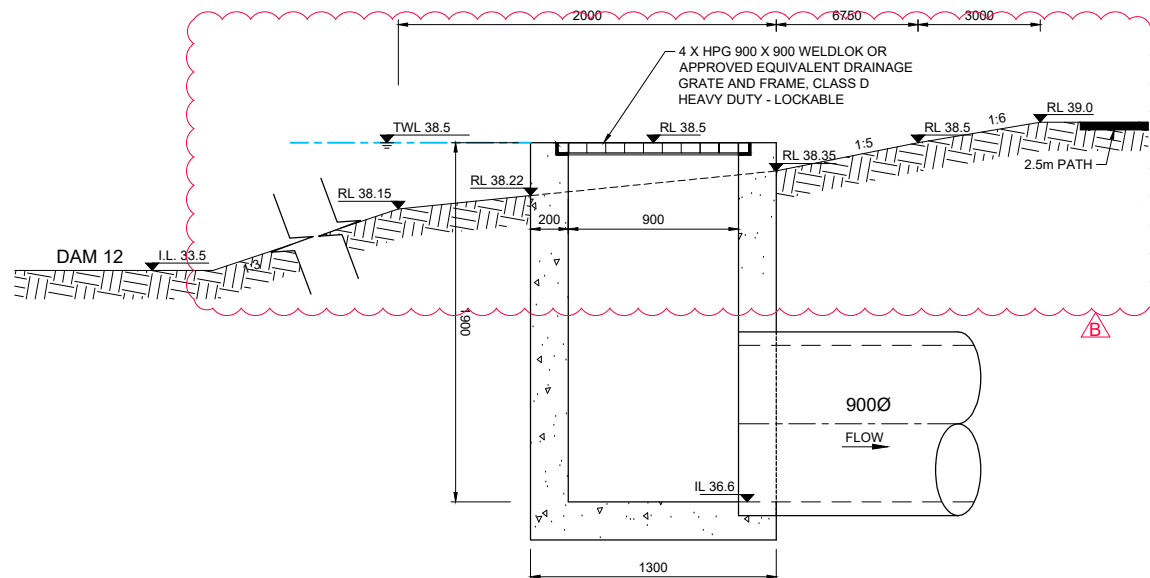 2000
6750
3000
4 X HPG 900 X 900 WELDLOK OR
APPROVED EQUIVALENT DRAINAGE
GRATE AND FRAME, CLASS D
HEAVY DUTY - LOCKABLE
RL 39.0
TWL 38.5
RL 38.5
RL 38.5
1:6
1:5
RL 38.35
2.5m PATH
RL 38.22
RL 38.15
200
900
DAM 12
I.L. 33.5
1:3
1900
B
900Ø
FLOW
IL 36.6
1300